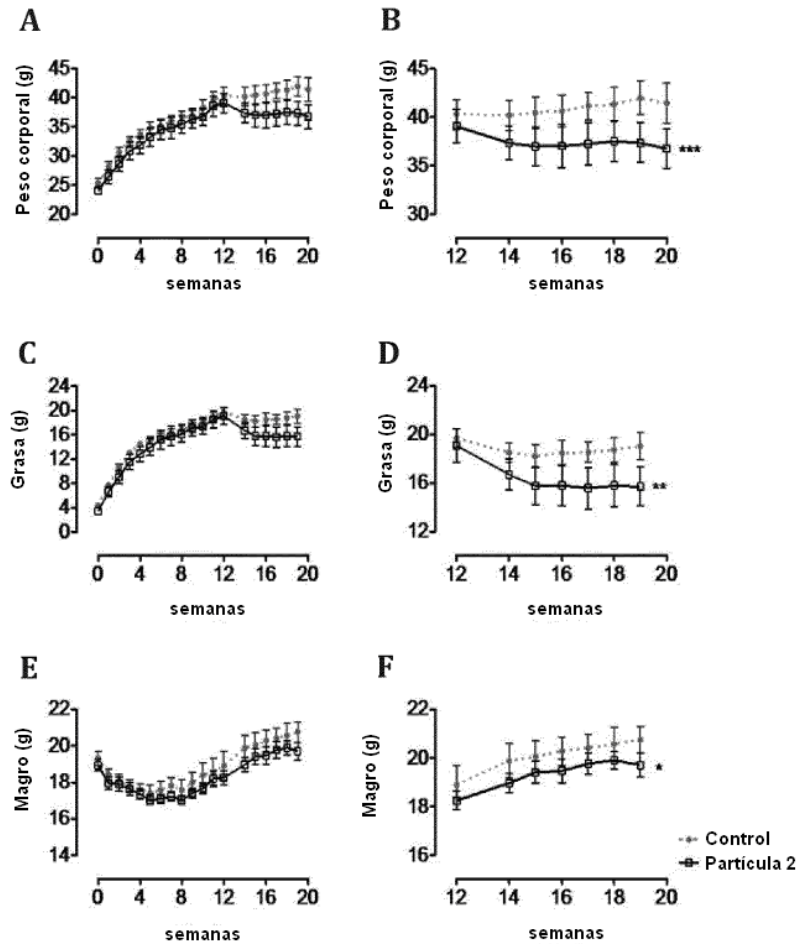 A
Peso corporal (g)
45
40
35
30
25
20
0 4 8 12 16 20
semanas
B
Peso corporal (g)
45
40
35
30
***
12 14 16 18 20
semanas
C
Grasa (g)
24
20
16
12
8
4
0
0 4 8 12 16 20
semanas
D
Grasa (g)
24
20
16
12
**
12 14 16 18 20
semanas
E
Magro (g)
22
20
18
16
14
0 4 8 12 16 20
semanas
F
Magro (g)
22
20
18
16
*
12 14 16 18 20
semanas
Control
Partícula 2